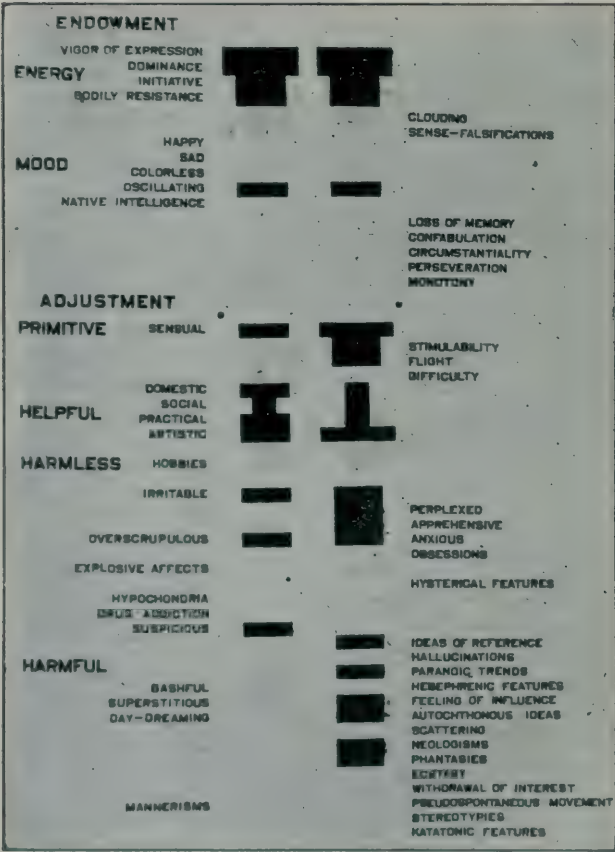 ENDOWMENT
VIGOR OF EXPRESSION
DOMINANCE
ENERGY
INITIATIVE
BODILY RESISTANCE
CLOUDING
SENSE-FALSIFICATIONS
HAPPY
SAD
MOOD
COLORLESS
OSCILLATING
NATIVE INTELLIGENCE
LOSS OF MEMORY
CONFABULATION
CIRCUMSTANTIALITY
PERSEVERATION
MONOTONY
ADJUSTMENT
PRIMITIVE SENSUAL
STIMULABILITY
FLIGHT
DIFFICULTY
DOMESTIC
SOCIAL
HELPFUL
PRACTICAL
ARTISTIC
HARMLESS HOBBIES
IRRITABLE
PERPLEXED
APPREHENSIVE
OVERSCRUPULOUS
ANXIOUS
OBSESSIONS
EXPLOSIVE AFFECTS
HYSTERICAL FEATURES
HYPOCHONDRIA
DRUG ADDICTION
SUSPICIOUS
IDEAS OF REFERENCE
HALLUCINATIONS
HARMFUL
PARANOIC TRENDS
BASHFUL HEBEPHRENIC FEATURES
SUPERSTITIOUS FEELING OF INFLUENCE
DAY-DREAMING AUTOCHTHONOUS IDEAS
SCATTERING
NEOLOGISMS
PHANTASIES
ECSTASY
WITHDRAWAL OF INTEREST
MANNERISMS PSEUDOSPONTANEOUS MOVEMENT
STEREOTYPIES
KATATONIC FEATURES